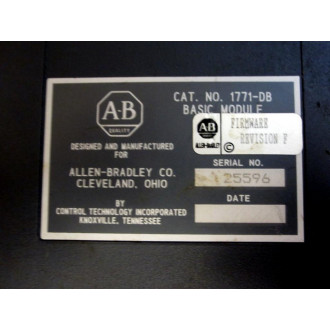 A-B
QUALITY
CAT. NO. 1771-DB
BASIC MODULE
A-B
QUALITY
ALLEN-BRADLEY
FIRMWARE
REVISION F
©
DESIGNED AND MANUFACTURED
FOR
ALLEN-BRADLEY CO.
CLEVELAND, OHIO
BY
CONTROL TECHNOLOGY INCORPORATED
KNOXVILLE, TENNESSEE
SERIAL NO.
25596
DATE